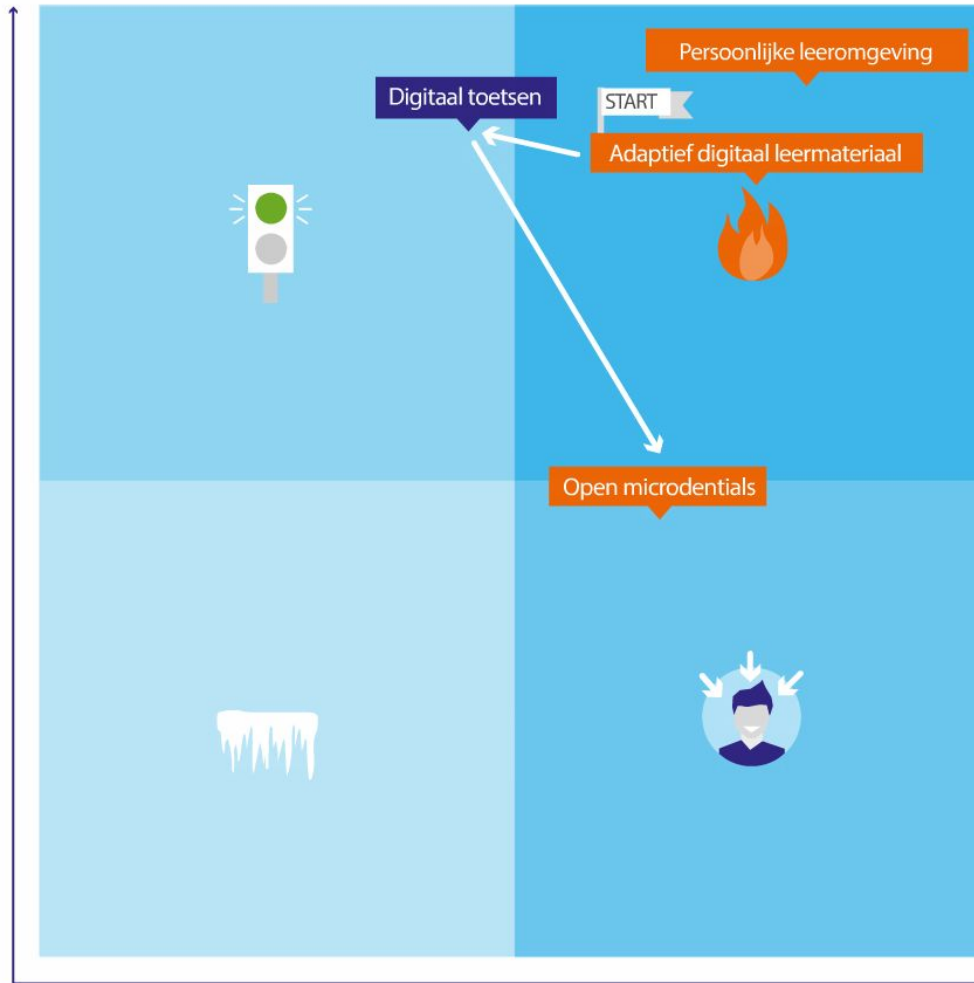 Persoonlijke leeromgeving
Digitaal toetsen
START
Adaptief digitaal leermateriaal
Open microdentials